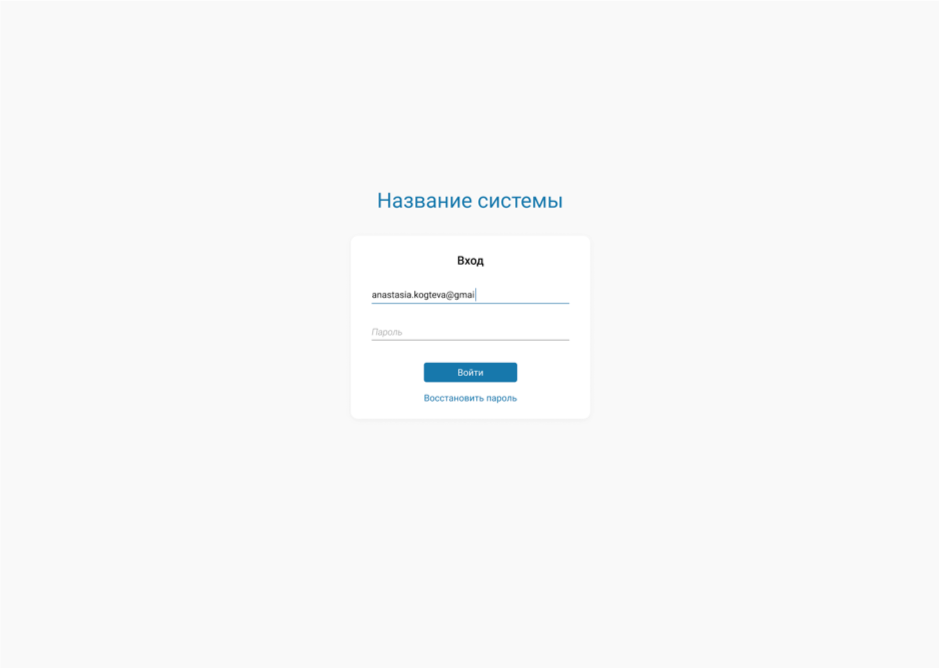 Название системы
Вход
anastasia.kogteva@gmai
Пароль
Войти
Восстановить пароль